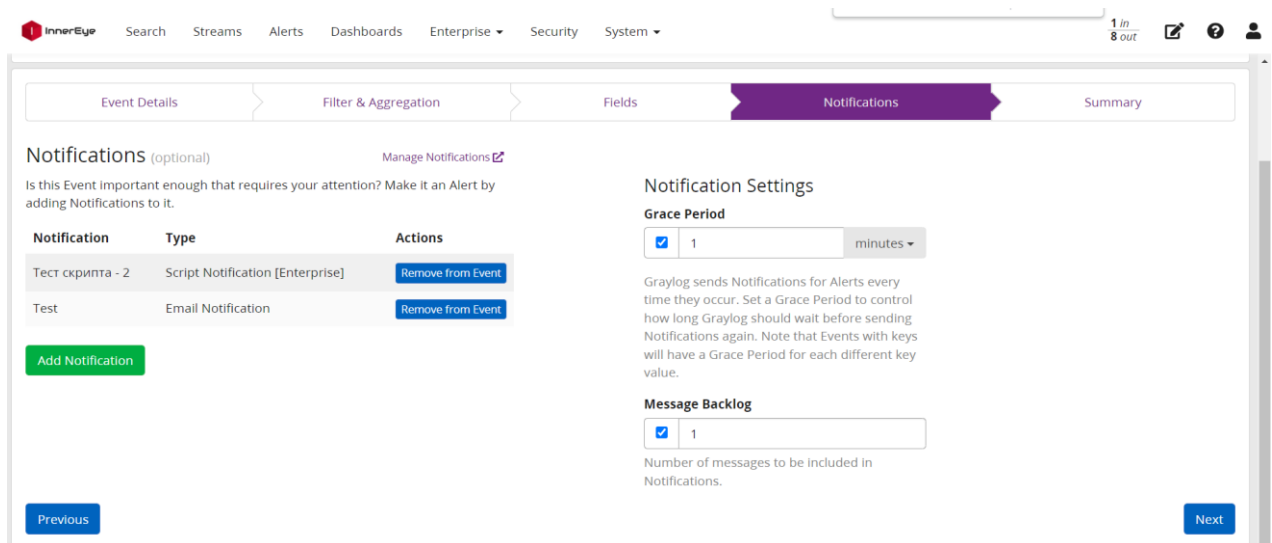 InnerEye Search Streams Alerts Dashboards Enterprise Security System 1 in
8 out
Event Details Filter & Aggregation Fields Notifications Summary
Notifications (optional) Manage Notifications
Is this Event important enough that requires your attention? Make it an Alert by
adding Notifications to it.
Notification Type Actions
Тест скрипта - 2 Script Notification [Enterprise] Remove from Event
Test Email Notification Remove from Event
Add Notification
Notification Settings
Grace Period
1 minutes
Graylog sends Notifications for Alerts every
time they occur. Set a Grace Period to control
how long Graylog should wait before sending
Notifications again. Note that Events with keys
will have a Grace Period for each different key
value.
Message Backlog
1
Number of messages to be included in
Notifications.
Previous Next